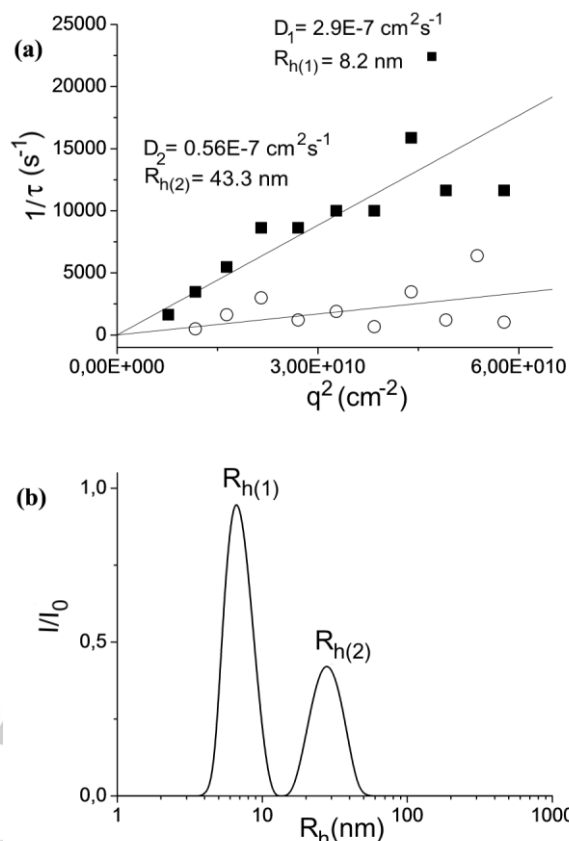 (a)
D₁= 2.9E-7 cm²s⁻¹
Rₕ₍₁₎= 8.2 nm
D₂= 0.56E-7 cm²s⁻¹
Rₕ₍₂₎= 43.3 nm
1/τ (s⁻¹)
25000
20000
15000
10000
5000
0
0,00E+000 3,00E+010 6,00E+010
q² (cm⁻²)
(b)
Rₕ₍₁₎
Rₕ₍₂₎
I/I₀
1,0
0,5
0,0
1 10 100 1000
Rₕ(nm)